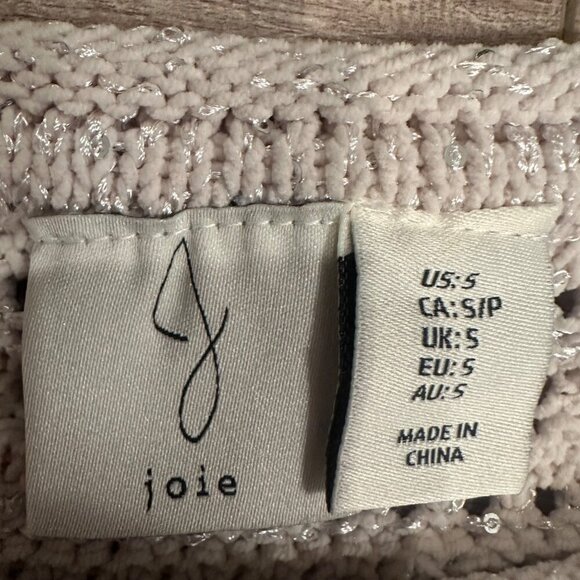 J
joie
US: S
CA: S/P
UK: S
EU: S
AU: S
MADE IN
CHINA